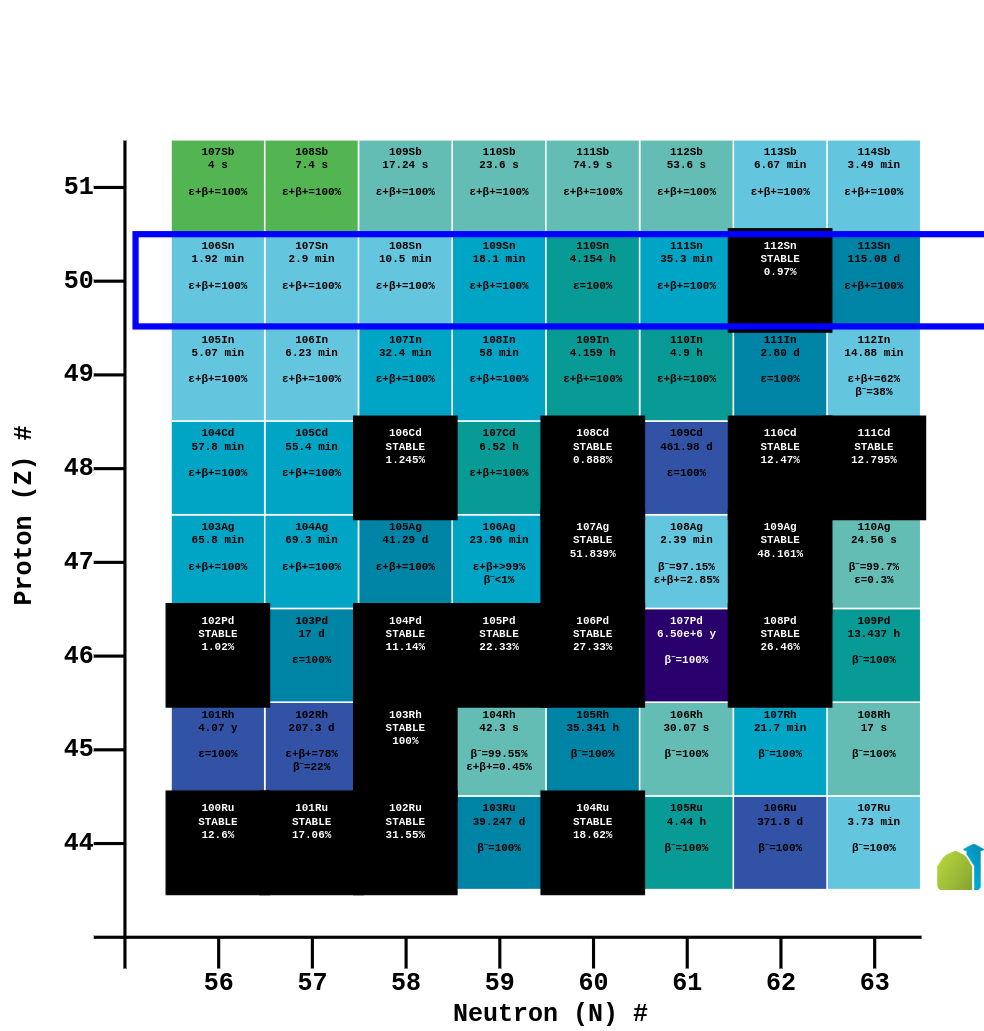 51
107Sb
4 s
ε+β+=100%
108Sb
7.4 s
ε+β+=100%
109Sb
17.24 s
ε+β+=100%
110Sb
23.6 s
ε+β+=100%
111Sb
74.9 s
ε+β+=100%
112Sb
53.6 s
ε+β+=100%
113Sb
6.67 min
ε+β+=100%
114Sb
3.49 min
ε+β+=100%
50
106Sn
1.92 min
ε+β+=100%
107Sn
2.9 min
ε+β+=100%
108Sn
10.5 min
ε+β+=100%
109Sn
18.1 min
ε+β+=100%
110Sn
4.154 h
ε=100%
111Sn
35.3 min
ε+β+=100%
112Sn
STABLE
0.97%
113Sn
115.08 d
ε+β+=100%
49
105In
5.07 min
ε+β+=100%
106In
6.23 min
ε+β+=100%
107In
32.4 min
ε+β+=100%
108In
58 min
ε+β+=100%
109In
4.159 h
ε+β+=100%
110In
4.9 h
ε+β+=100%
111In
2.80 d
ε=100%
112In
14.88 min
ε+β+=62%
β⁻=38%
48
104Cd
57.8 min
ε+β+=100%
105Cd
55.4 min
ε+β+=100%
106Cd
STABLE
1.245%
107Cd
6.52 h
ε+β+=100%
108Cd
STABLE
0.888%
109Cd
461.98 d
ε=100%
110Cd
STABLE
12.47%
111Cd
STABLE
12.795%
47
103Ag
65.8 min
ε+β+=100%
104Ag
69.3 min
ε+β+=100%
105Ag
41.29 d
ε+β+=100%
106Ag
23.96 min
ε+β+>99%
β⁻<1%
107Ag
STABLE
51.839%
108Ag
2.39 min
β⁻=97.15%
ε+β+=2.85%
109Ag
STABLE
48.161%
110Ag
24.56 s
β⁻=99.7%
ε=0.3%
46
102Pd
STABLE
1.02%
103Pd
17 d
ε=100%
104Pd
STABLE
11.14%
105Pd
STABLE
22.33%
106Pd
STABLE
27.33%
107Pd
6.50e+6 y
β⁻=100%
108Pd
STABLE
26.46%
109Pd
13.437 h
β⁻=100%
45
101Rh
4.07 y
ε=100%
102Rh
207.3 d
ε+β+=78%
β⁻=22%
103Rh
STABLE
100%
104Rh
42.3 s
β⁻=99.55%
ε+β+=0.45%
105Rh
35.341 h
β⁻=100%
106Rh
30.07 s
β⁻=100%
107Rh
21.7 min
β⁻=100%
108Rh
17 s
β⁻=100%
44
100Ru
STABLE
12.6%
101Ru
STABLE
17.06%
102Ru
STABLE
31.55%
103Ru
39.247 d
β⁻=100%
104Ru
STABLE
18.62%
105Ru
4.44 h
β⁻=100%
106Ru
371.8 d
β⁻=100%
107Ru
3.73 min
β⁻=100%
Proton (Z) #
56 57 58 59 60 61 62 63
Neutron (N) #